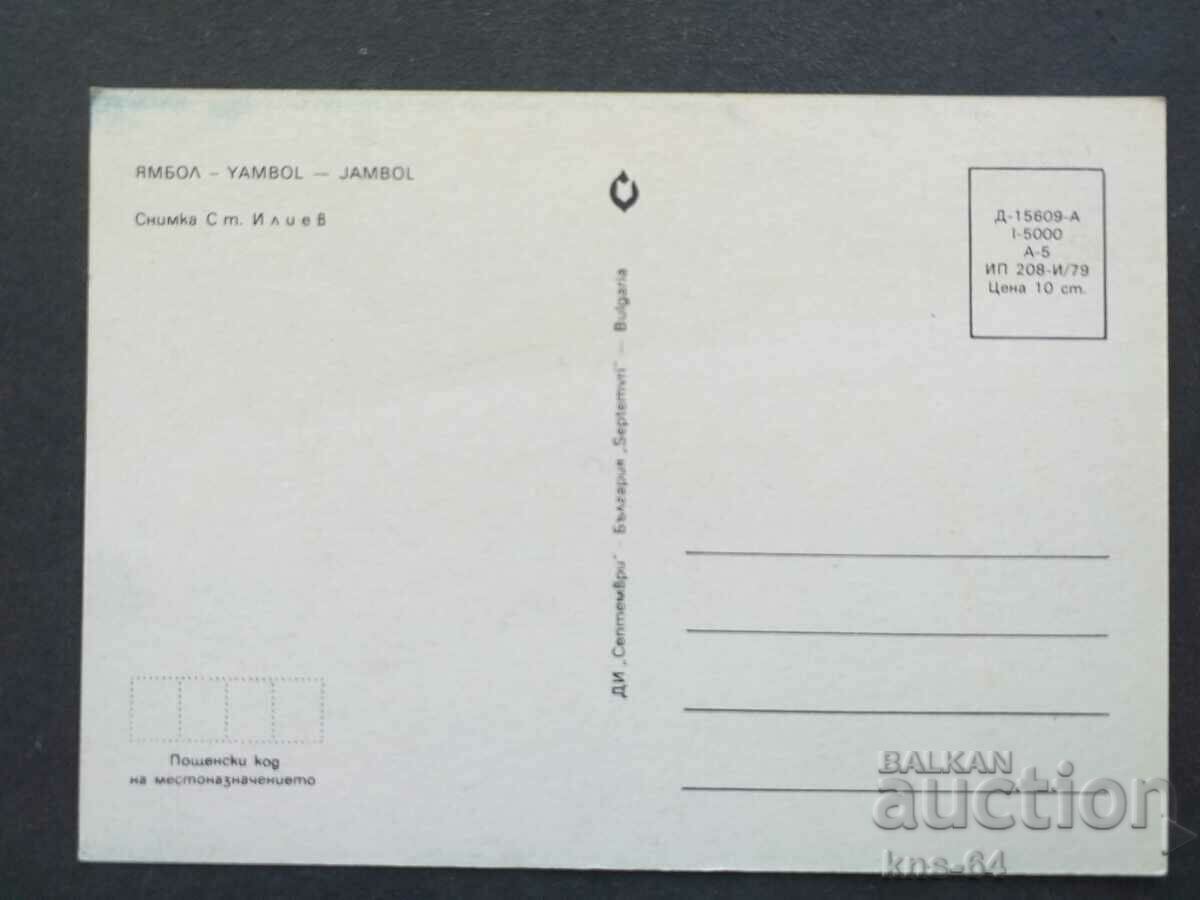 ЯМБОЛ – YAMBOL — JAMBOL
Снимка Ст. Илиев
ДИ „Септември" - България „Septemvri" — Bulgaria
Д-15609-А
I-5000
А-5
ИП 208-И/79
Цена 10 ст.
Пощенски код
на местоназначението
BALKAN
auction
kns-64